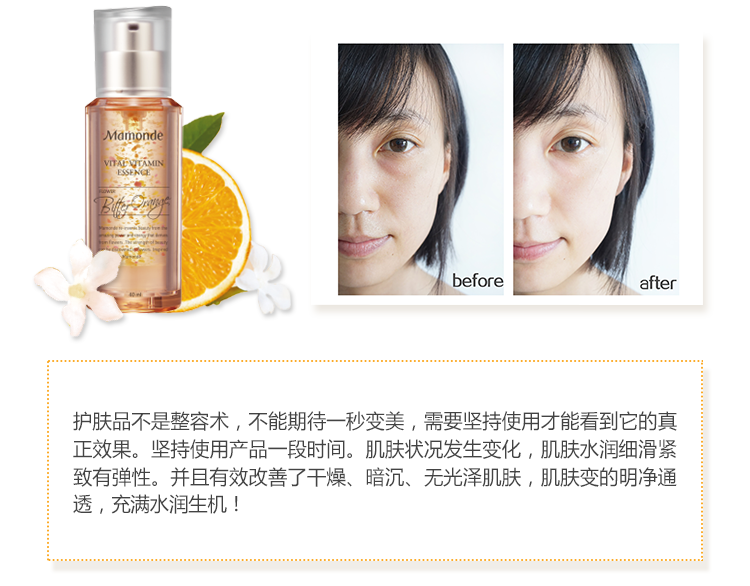 Mamonde
VITAL VITAMIN
ESSENCE
FLOWER
Bitter Orange
40 ml
before
after
护肤品不是整容术，不能期待一秒变美，需要坚持使用才能看到它的真
正效果。坚持使用产品一段时间。肌肤状况发生变化，肌肤水润细滑紧
致有弹性。并且有效改善了干燥、暗沉、无光泽肌肤，肌肤变的明净通
透，充满水润生机！